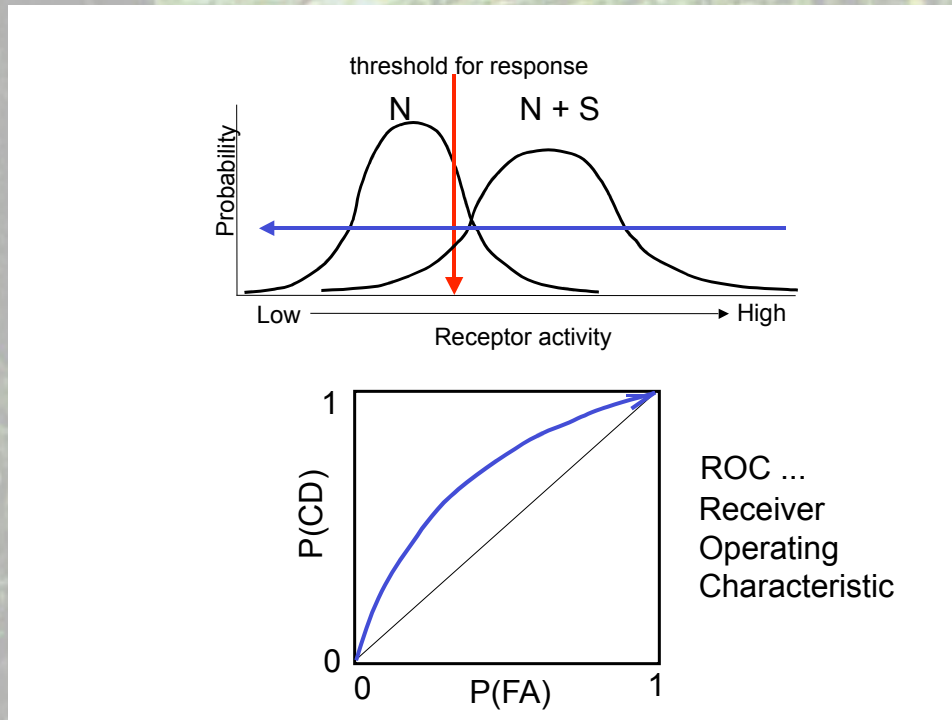 threshold for response
N
N + S
Probability
Low
High
Receptor activity
1
P(CD)
0
0
P(FA)
1
ROC ...
Receiver
Operating
Characteristic